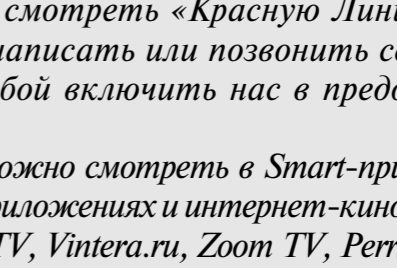 смотреть «Красную Лини
написать или позвонить с
бой включить нас в предо
ожно смотреть в Smart-при
риложениях и интернет-кино
TV, Vintera.ru, Zoom TV, Perr